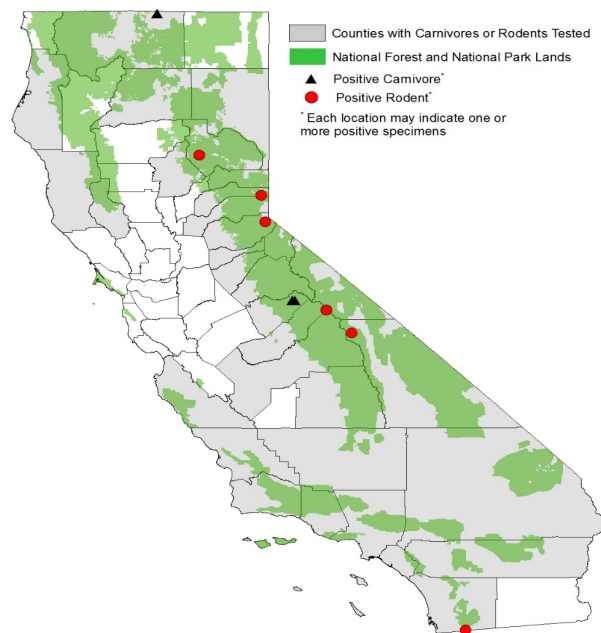 Counties with Carnivores or Rodents Tested
National Forest and National Park Lands
Positive Carnivore*
Positive Rodent*
* Each location may indicate one or
more positive specimens